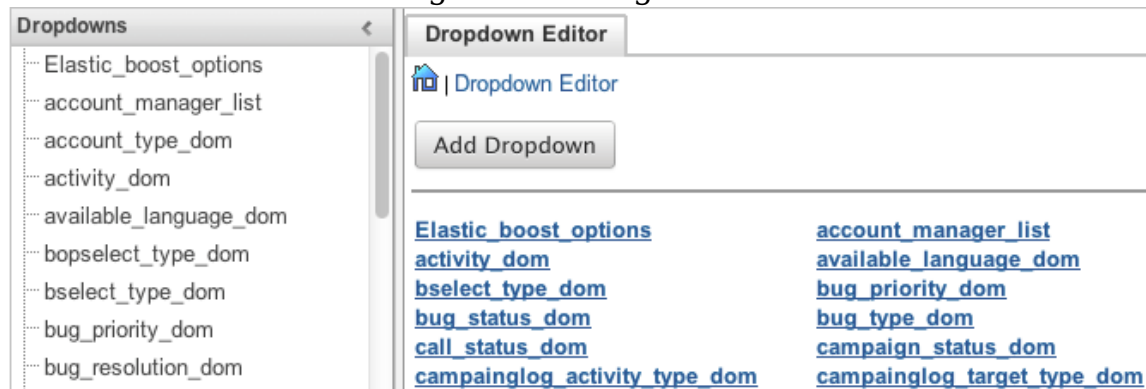 Dropdowns <
Elastic_boost_options
account_manager_list
account_type_dom
activity_dom
available_language_dom
bopselect_type_dom
bselect_type_dom
bug_priority_dom
bug_resolution_dom
Dropdown Editor
| Dropdown Editor
Add Dropdown
Elastic_boost_options account_manager_list
activity_dom available_language_dom
bselect_type_dom bug_priority_dom
bug_status_dom bug_type_dom
call_status_dom campaign_status_dom
campainglog_activity_type_dom campainglog_target_type_dom